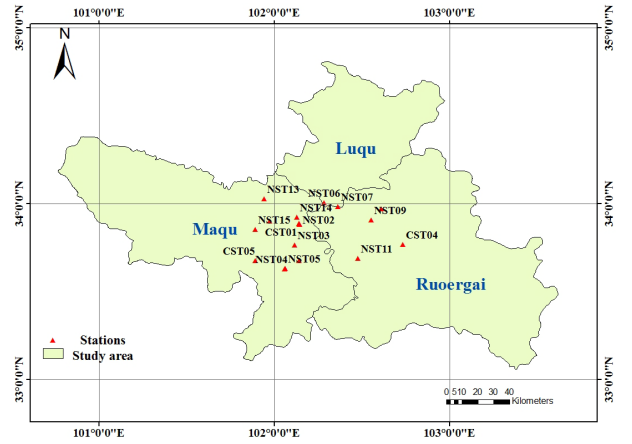 101°0'0"E 102°0'0"E 103°0'0"E
35°0'0"N 35°0'0"N
N
Luqu
NST13 NST06 NST07
34°0'0"N 34°0'0"N
NST14 NST09
NST15 NST02
Maqu CST01 NST03 CST04
CST05 NST04 NST05 NST11
Ruoergai
Stations
Study area
33°0'0"N 33°0'0"N
0 5 10 20 30 40
Kilometers
101°0'0"E 102°0'0"E 103°0'0"E